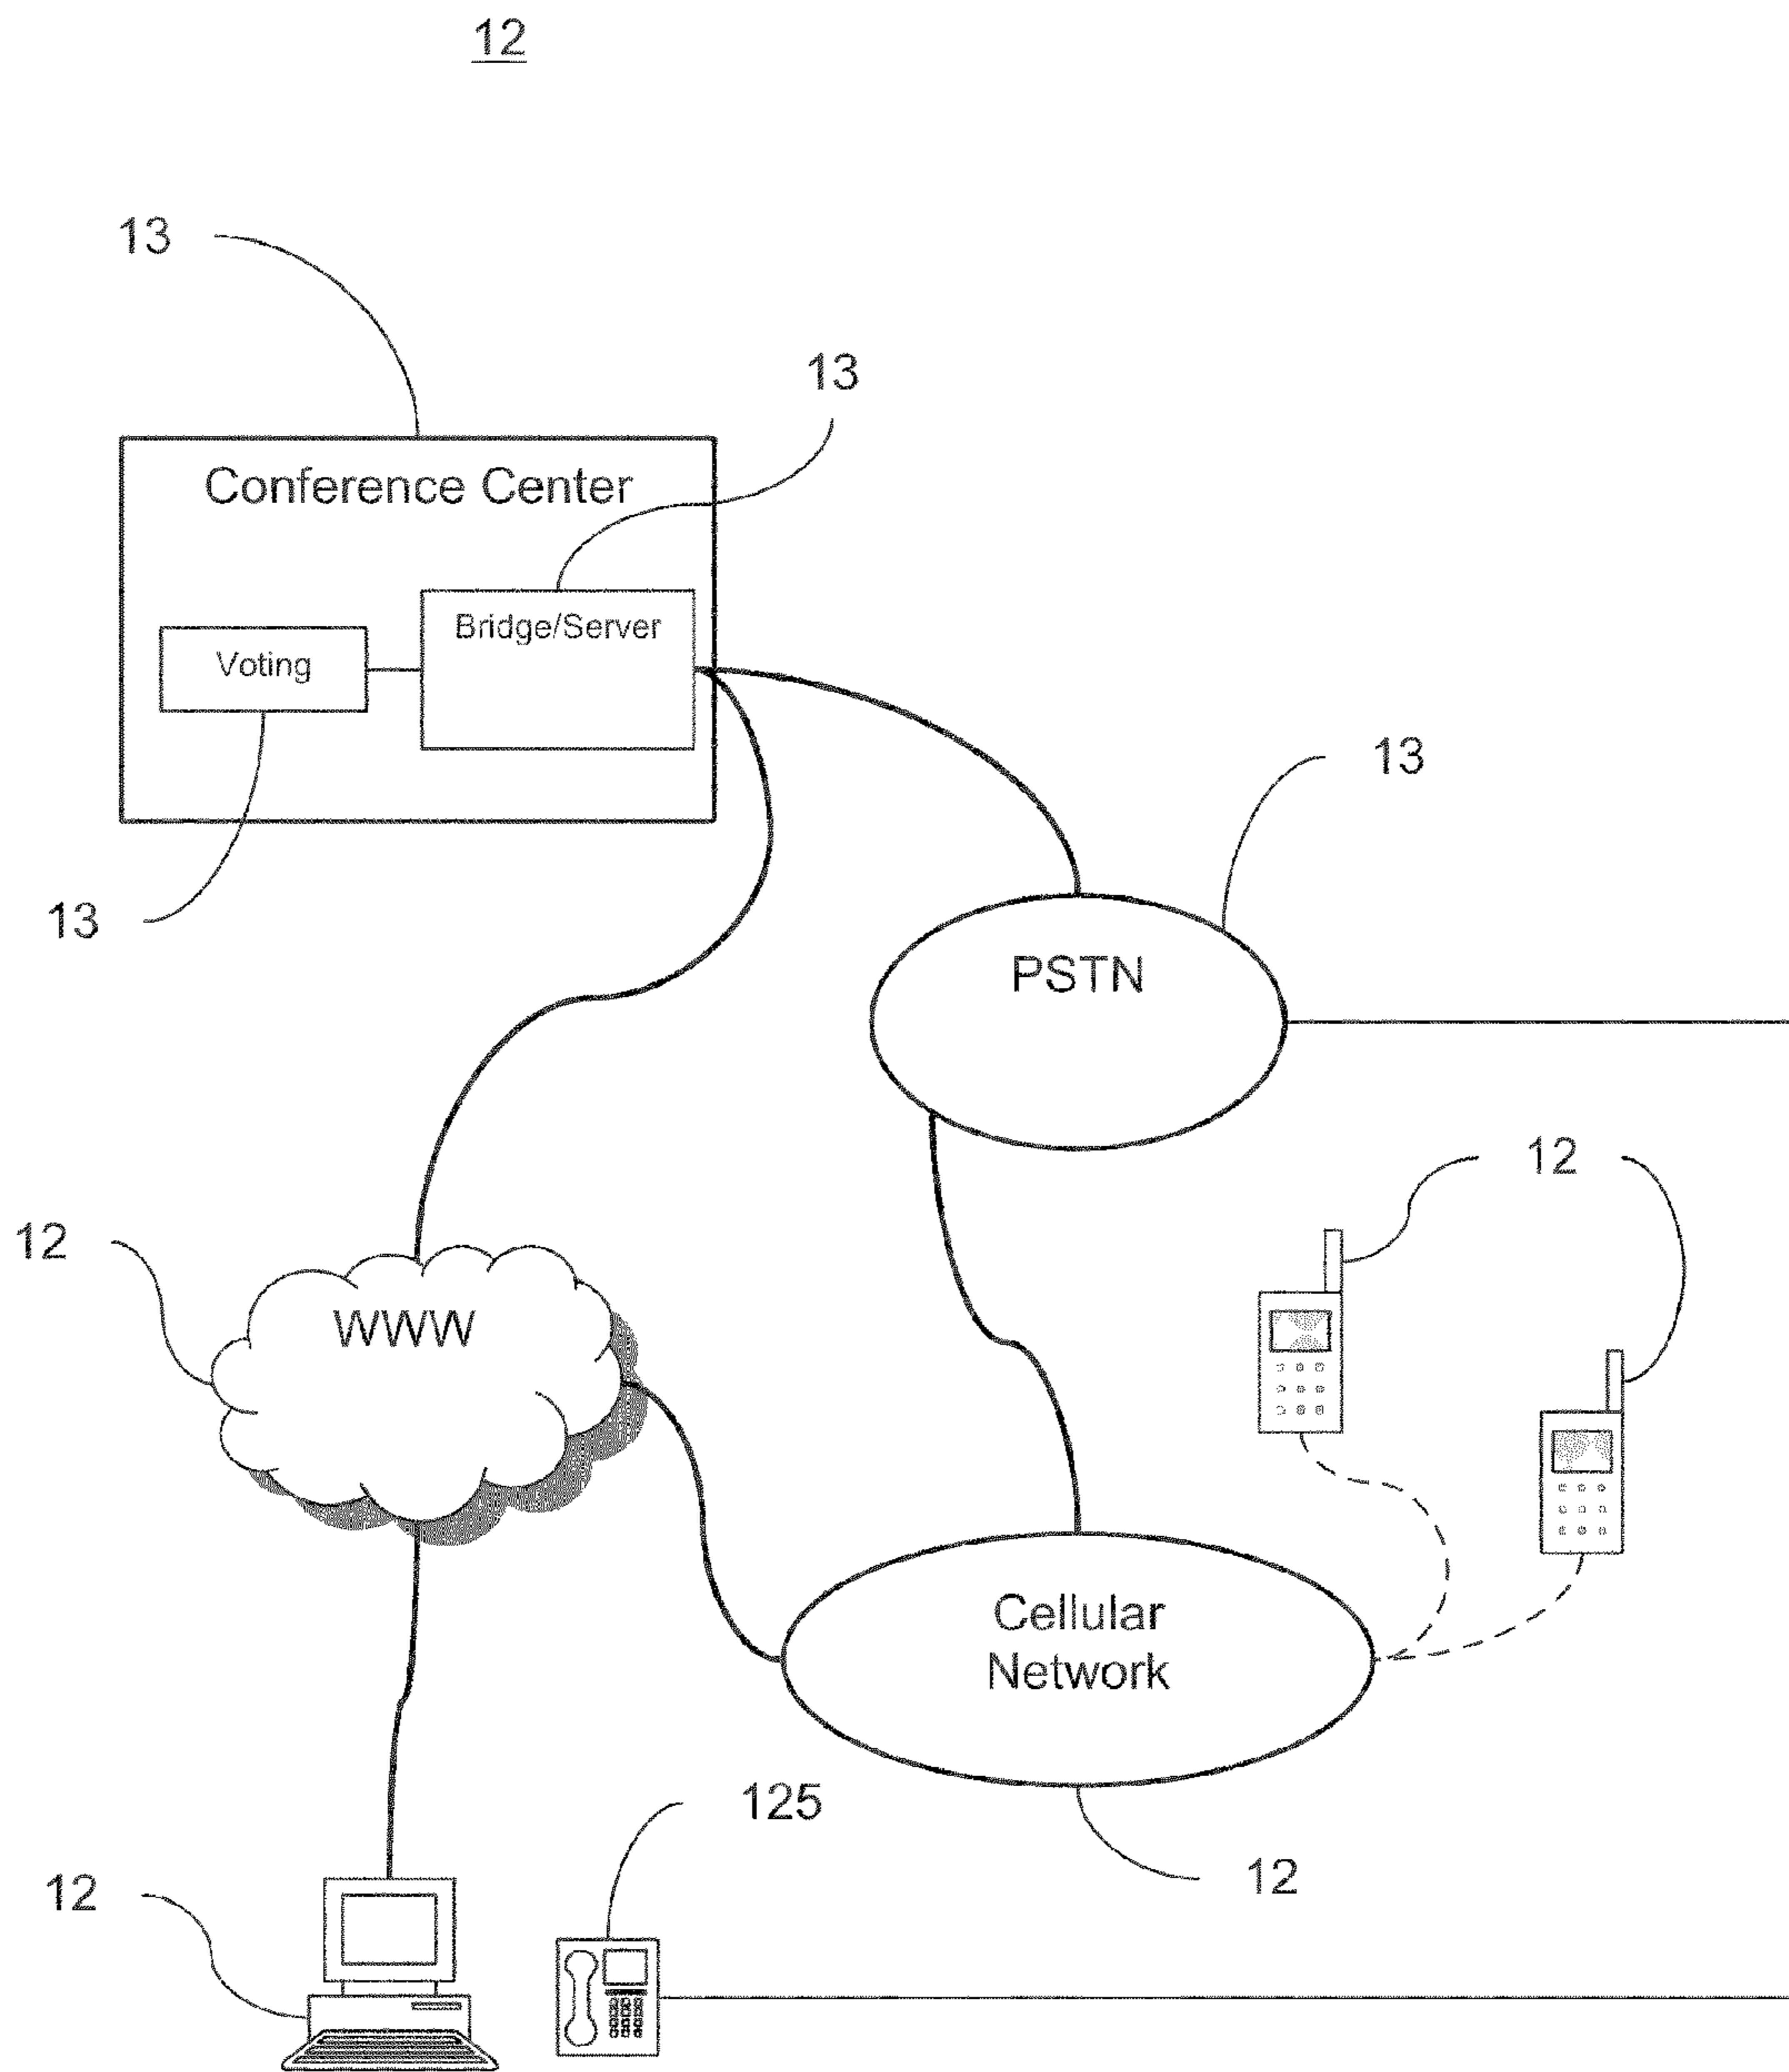 12
13
13
Conference Center
Bridge/Server
Voting
13
13
PSTN
12
12
WWW
Cellular
Network
125
12
12